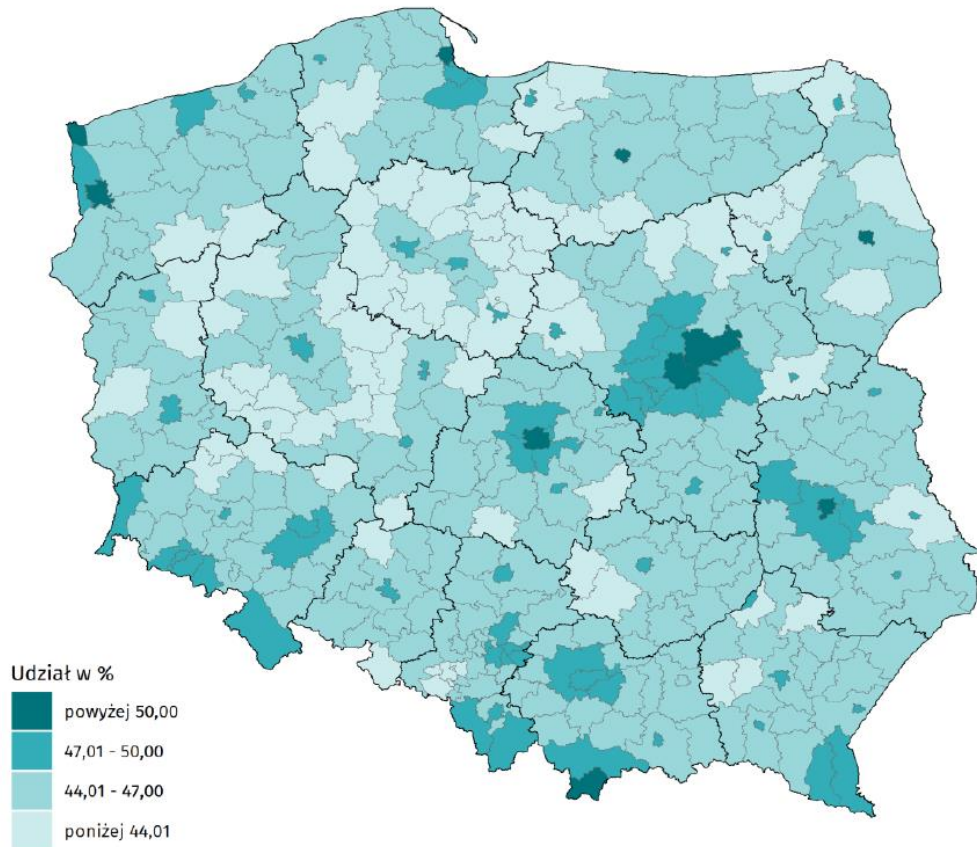 Udział w %
powyżej 50,00
47,01 - 50,00
44,01 - 47,00
poniżej 44,01